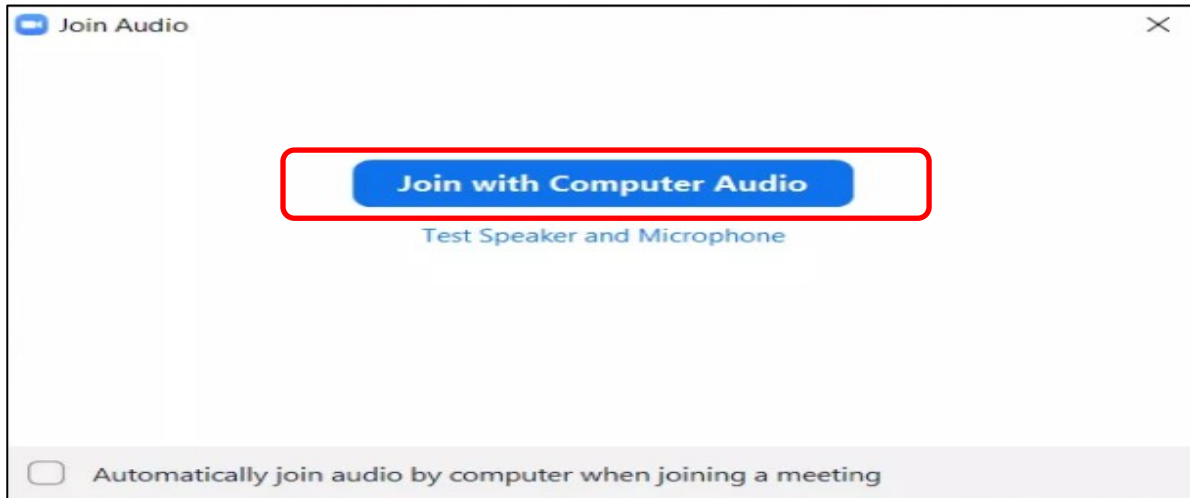 Join Audio
Join with Computer Audio
Test Speaker and Microphone
Automatically join audio by computer when joining a meeting